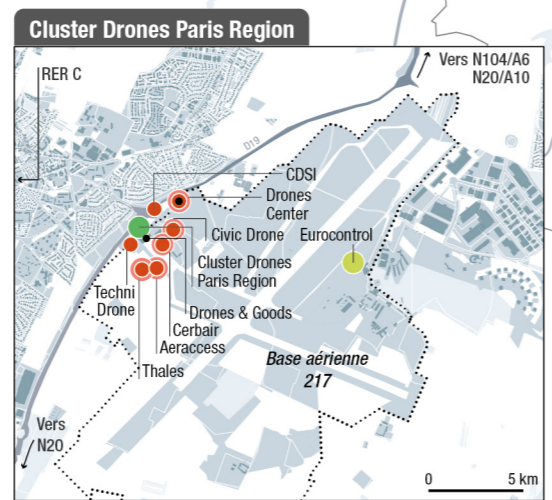 Cluster Drones Paris Region
RER C
Vers N104/A6
N20/A10
D19
CDSI
Drones
Center
Civic Drone
Eurocontrol
Cluster Drones
Paris Region
Techni
Drone
Drones & Goods
Cerbair
Aeraccess
Thales
Base aérienne
217
Vers
N20
0 5 km